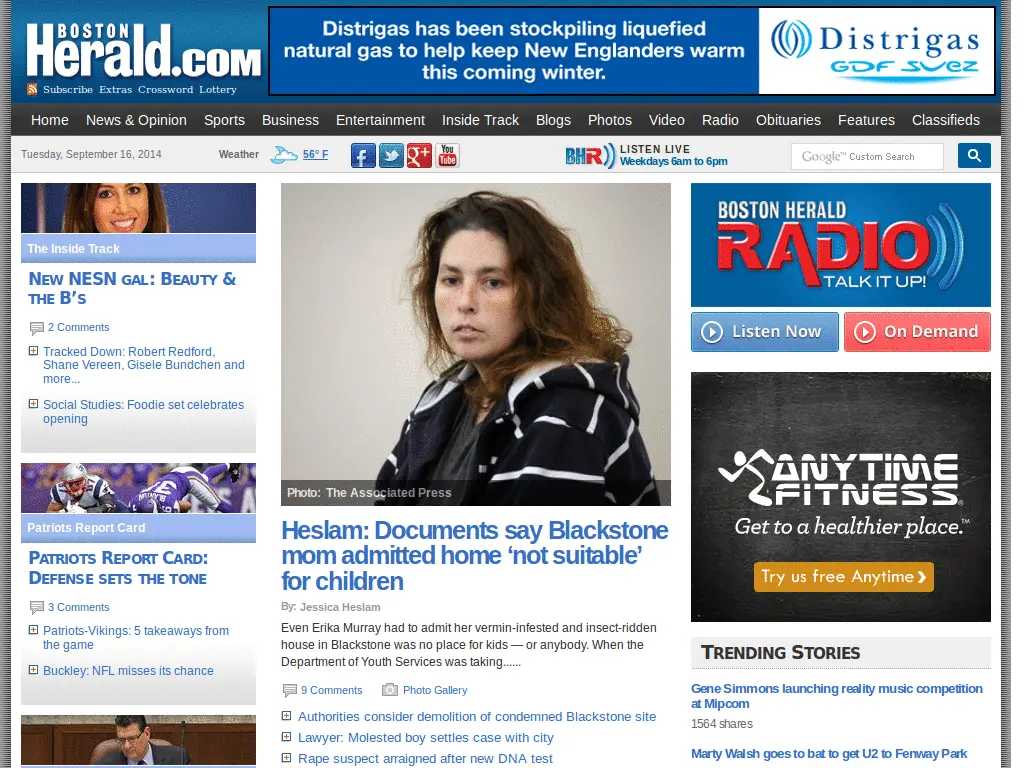 BOSTON
Herald.com
Subscribe Extras Crossword Lottery
Distrigas has been stockpiling liquefied
natural gas to help keep New Englanders warm
this coming winter.
Distrigas
GDF SUEZ
Home News & Opinion Sports Business Entertainment Inside Track Blogs Photos Video Radio Obituaries Features Classifieds
Tuesday, September 16, 2014
Weather
56° F
You
Tube
BHR
LISTEN LIVE
Weekdays 6am to 6pm
Google™ Custom Search
The Inside Track
New NESN gal: Beauty &
the B's
2 Comments
Tracked Down: Robert Redford,
Shane Vereen, Gisele Bundchen and
more...
Social Studies: Foodie set celebrates
opening
Patriots Report Card
Patriots Report Card:
Defense sets the tone
3 Comments
Patriots-Vikings: 5 takeaways from
the game
Buckley: NFL misses its chance
Photo: The Associated Press
Heslam: Documents say Blackstone
mom admitted home ‘not suitable’
for children
By: Jessica Heslam
Even Erika Murray had to admit her vermin-infested and insect-ridden
house in Blackstone was no place for kids — or anybody. When the
Department of Youth Services was taking......
9 Comments
Photo Gallery
Authorities consider demolition of condemned Blackstone site
Lawyer: Molested boy settles case with city
Rape suspect arraigned after new DNA test
BOSTON HERALD
RADIO
TALK IT UP!
Listen Now
On Demand
ANYTIME
FITNESS®
Get to a healthier place.™
Try us free Anytime
Trending Stories
Gene Simmons launching reality music competition
at Mipcom
1564 shares
Marty Walsh goes to bat to get U2 to Fenway Park